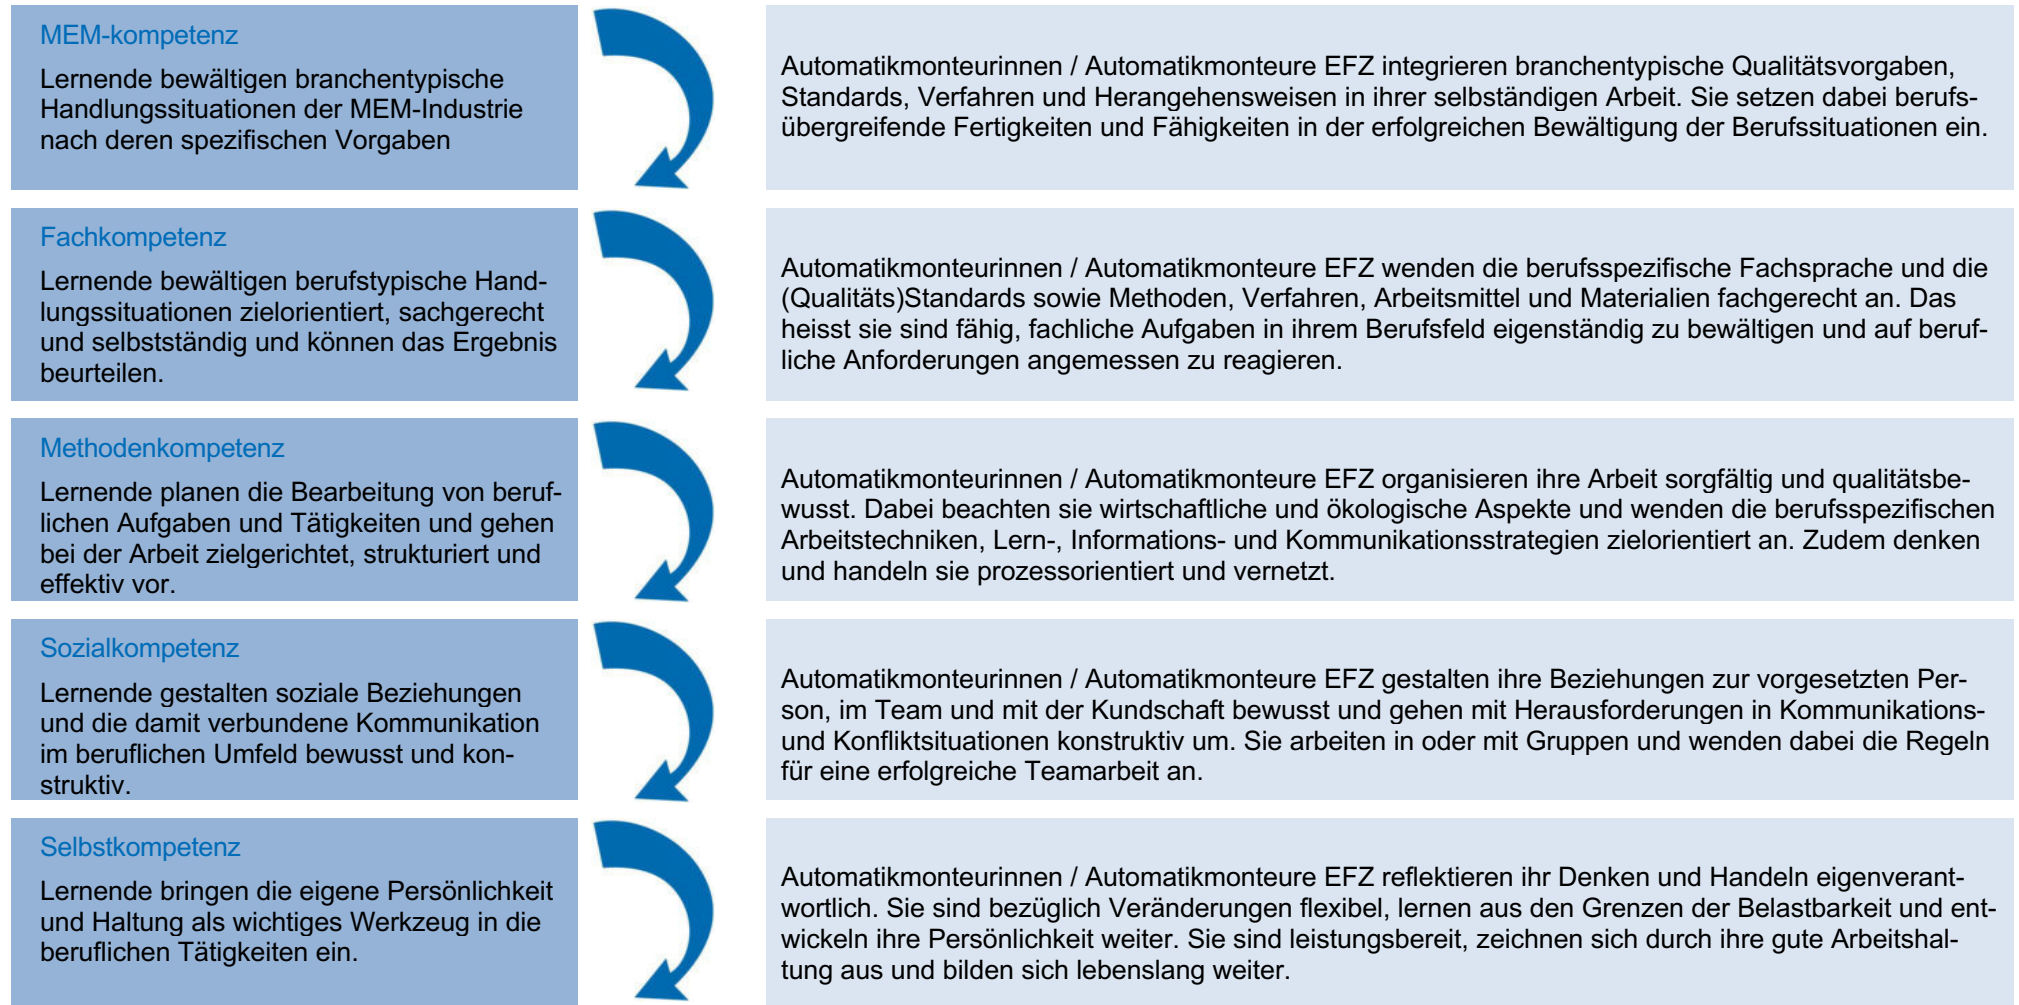 MEM-kompetenz
Lernende bewältigen branchentypische
Handlungssituationen der MEM-Industrie
nach deren spezifischen Vorgaben
Automatikmonteurinnen / Automatikmonteure EFZ integrieren branchentypische Qualitätsvorgaben,
Standards, Verfahren und Herangehensweisen in ihrer selbständigen Arbeit. Sie setzen dabei berufs-
übergreifende Fertigkeiten und Fähigkeiten in der erfolgreichen Bewältigung der Berufssituationen ein.
Fachkompetenz
Lernende bewältigen berufstypische Hand-
lungssituationen zielorientiert, sachgerecht
und selbstständig und können das Ergebnis
beurteilen.
Automatikmonteurinnen / Automatikmonteure EFZ wenden die berufsspezifische Fachsprache und die
(Qualitäts)Standards sowie Methoden, Verfahren, Arbeitsmittel und Materialien fachgerecht an. Das
heisst sie sind fähig, fachliche Aufgaben in ihrem Berufsfeld eigenständig zu bewältigen und auf beruf-
liche Anforderungen angemessen zu reagieren.
Methodenkompetenz
Lernende planen die Bearbeitung von beruf-
lichen Aufgaben und Tätigkeiten und gehen
bei der Arbeit zielgerichtet, strukturiert und
effektiv vor.
Automatikmonteurinnen / Automatikmonteure EFZ organisieren ihre Arbeit sorgfältig und qualitätsbe-
wusst. Dabei beachten sie wirtschaftliche und ökologische Aspekte und wenden die berufsspezifischen
Arbeitstechniken, Lern-, Informations- und Kommunikationsstrategien zielorientiert an. Zudem denken
und handeln sie prozessorientiert und vernetzt.
Sozialkompetenz
Lernende gestalten soziale Beziehungen
und die damit verbundene Kommunikation
im beruflichen Umfeld bewusst und kon-
struktiv.
Automatikmonteurinnen / Automatikmonteure EFZ gestalten ihre Beziehungen zur vorgesetzten Per-
son, im Team und mit der Kundschaft bewusst und gehen mit Herausforderungen in Kommunikations-
und Konfliktsituationen konstruktiv um. Sie arbeiten in oder mit Gruppen und wenden dabei die Regeln
für eine erfolgreiche Teamarbeit an.
Selbstkompetenz
Lernende bringen die eigene Persönlichkeit
und Haltung als wichtiges Werkzeug in die
beruflichen Tätigkeiten ein.
Automatikmonteurinnen / Automatikmonteure EFZ reflektieren ihr Denken und Handeln eigenverant-
wortlich. Sie sind bezüglich Veränderungen flexibel, lernen aus den Grenzen der Belastbarkeit und ent-
wickeln ihre Persönlichkeit weiter. Sie sind leistungsbereit, zeichnen sich durch ihre gute Arbeitshal-
tung aus und bilden sich lebenslang weiter.